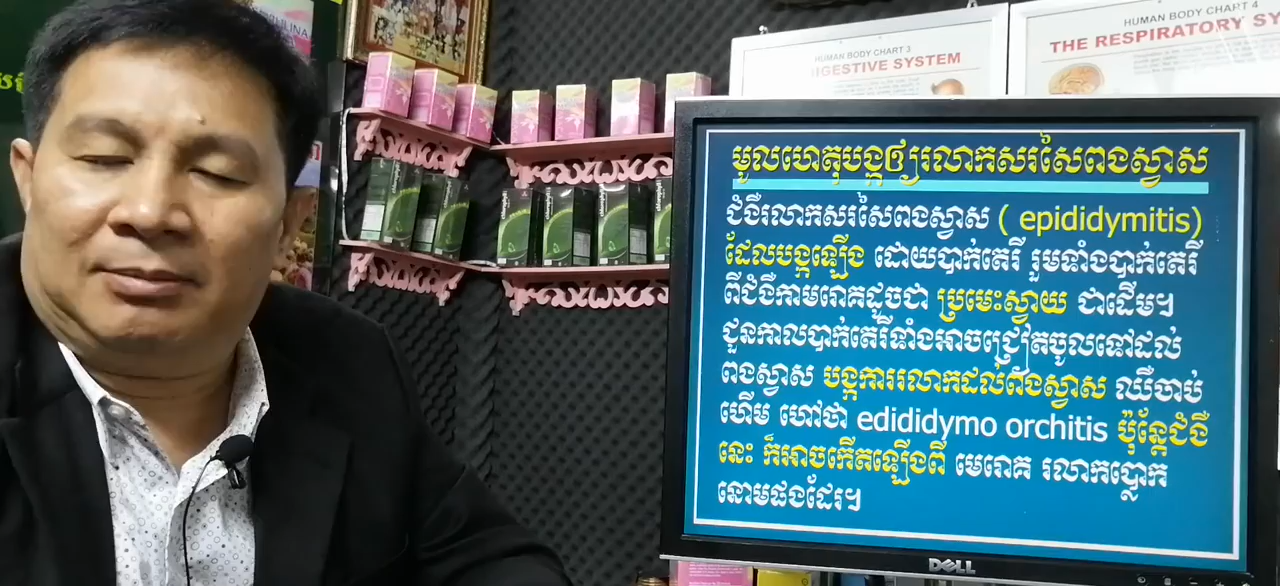 HUMAN BODY CHART 3
DIGESTIVE SYSTEM
HUMAN BODY CHART 4
THE RESPIRATORY SY
មូលហេតុបង្កឲ្យរលាកសរសៃពងស្វាស
ជំងឺរលាកសរសៃពងស្វាស ( epididymitis)
ដែលបង្កឡើង ដោយបាក់តេរី រួមទាំងបាក់តេរី
ពីជំងឺកាមរោគដូចជា ប្រមេះស្វាយ ជាដើម។
ជួនកាលបាក់តេរីទាំងអាចជ្រៀតចូលទៅដល់
ពងស្វាស បង្កការរលាកដល់ពងស្វាស ឈឺចាប់
ហើម ហៅថា edididymo orchitis ប៉ុន្តែជំងឺ
នេះ ក៏អាចកើតឡើងពី មេរោគ រលាកប្លោក
នោមផងដែរ។
DELL